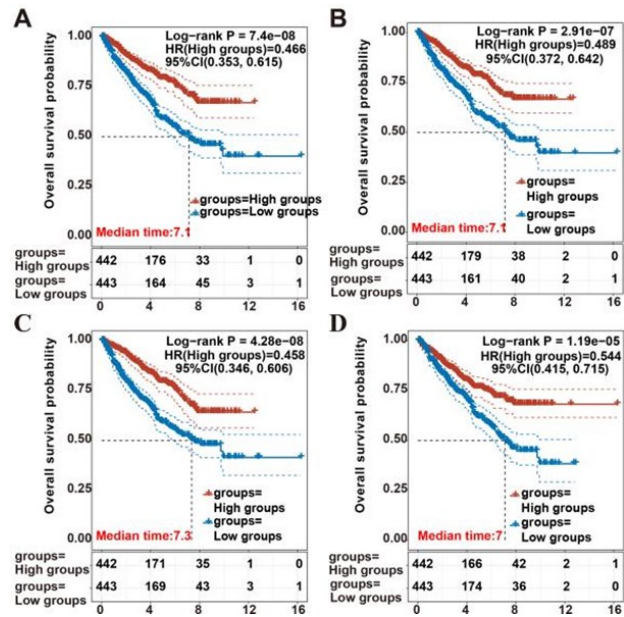 A
Overall survival probability
1.00
0.75
0.50
0.25
0.00
Log-rank P = 7.4e-08
HR(High groups)=0.466
95%CI(0.353, 0.615)
groups=High groups
groups=Low groups
Median time:7.1
groups=
High groups
442 176 33 1 0
groups=
Low groups
443 164 45 3 1
0 4 8 12 16
B
Overall survival probability
1.00
0.75
0.50
0.25
0.00
Log-rank P = 2.91e-07
HR(High groups)=0.489
95%CI(0.372, 0.642)
groups=
High groups
groups=
Low groups
Median time:7.1
groups=
High groups
442 179 38 2 0
groups=
Low groups
443 161 40 2 1
0 4 8 12 16
C
Overall survival probability
1.00
0.75
0.50
0.25
0.00
Log-rank P = 4.28e-08
HR(High groups)=0.458
95%CI(0.346, 0.606)
groups=
High groups
groups=
Low groups
Median time:7.3
groups=
High groups
442 171 35 1 0
groups=
Low groups
443 169 43 3 1
0 4 8 12 16
D
Overall survival probability
1.00
0.75
0.50
0.25
0.00
Log-rank P = 1.19e-05
HR(High groups)=0.544
95%CI(0.415, 0.715)
groups=
High groups
groups=
Low groups
Median time:7
groups=
High groups
442 166 42 2 1
groups=
Low groups
443 174 36 2 0
0 4 8 12 16